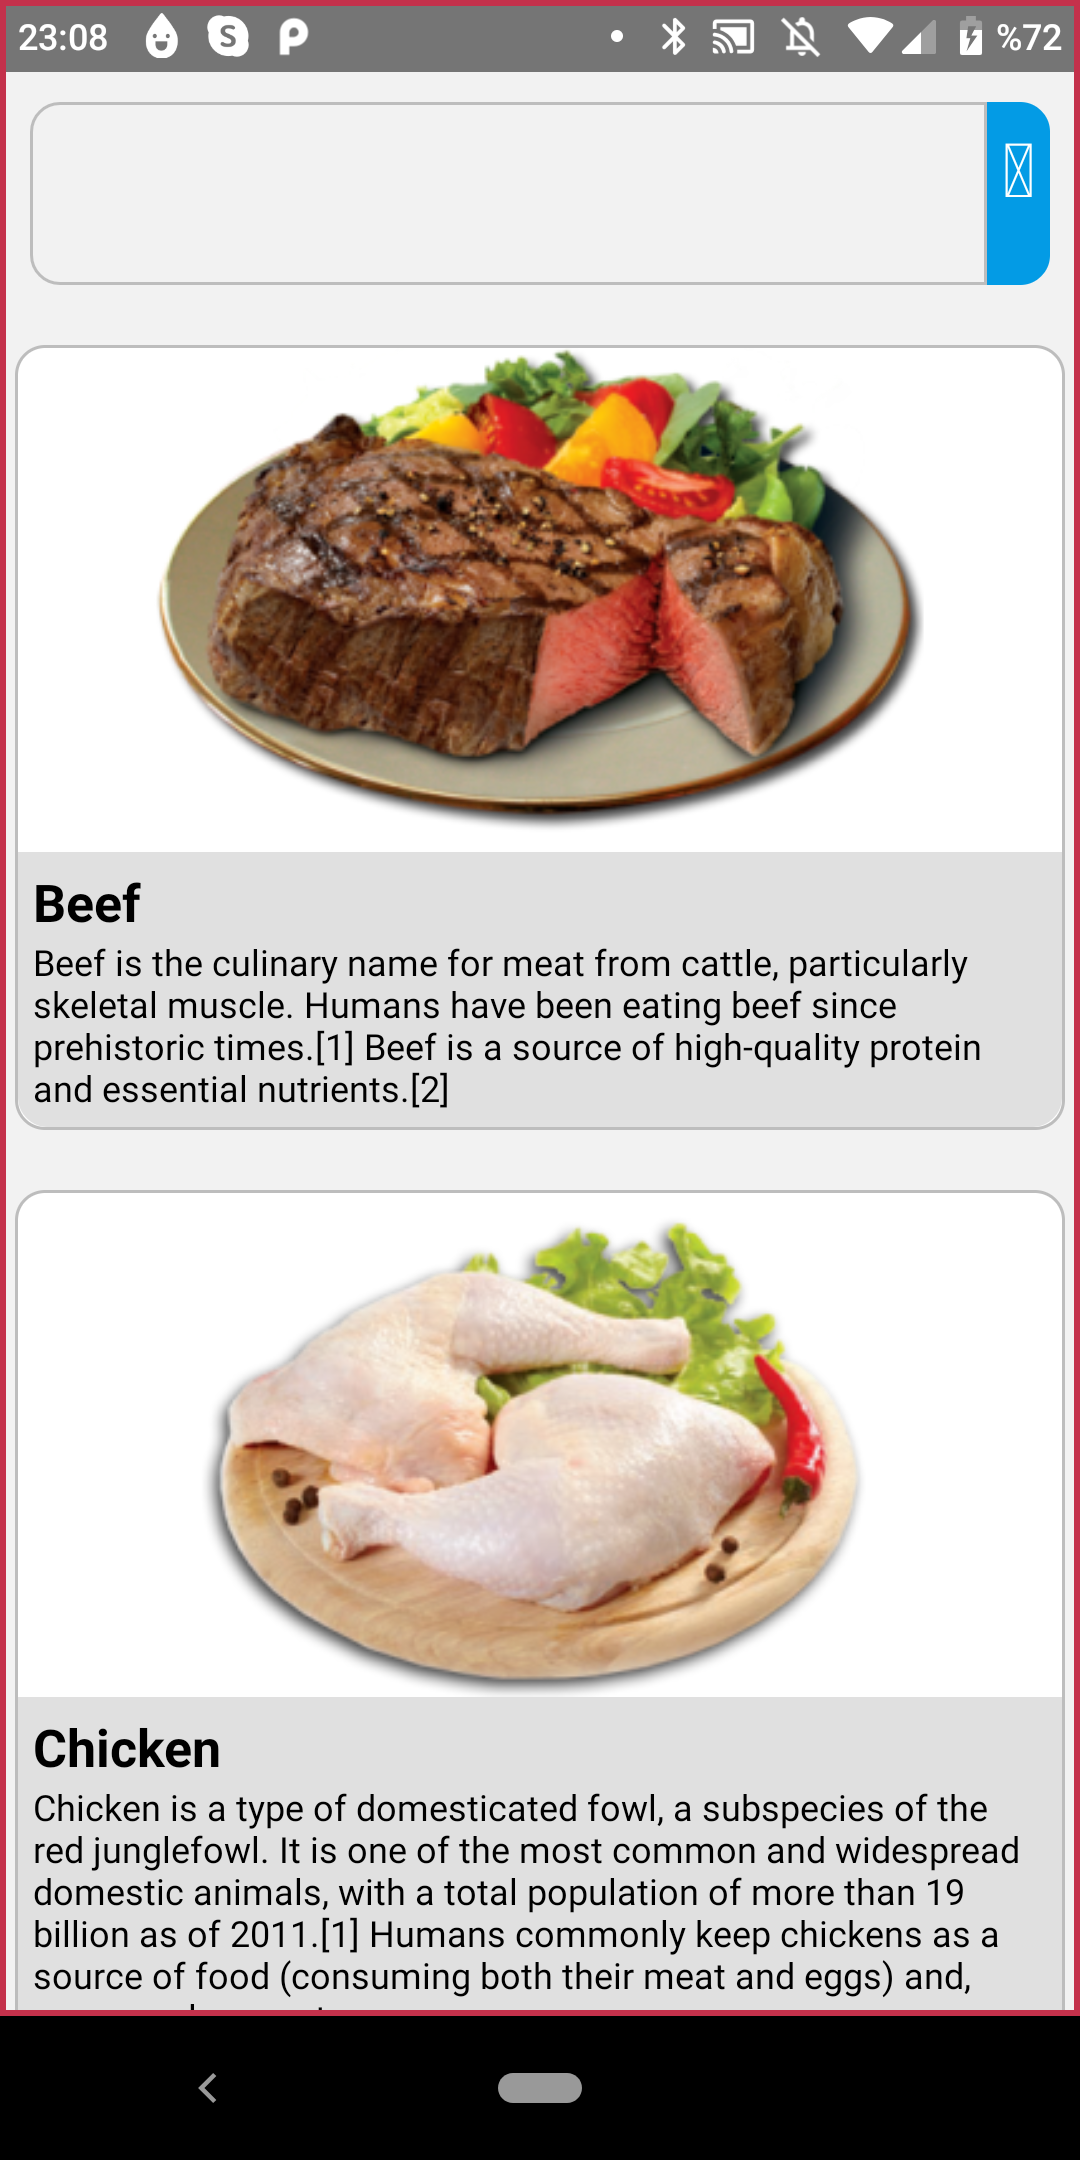 23:08
%72
Beef
Beef is the culinary name for meat from cattle, particularly
skeletal muscle. Humans have been eating beef since
prehistoric times.[1] Beef is a source of high-quality protein
and essential nutrients.[2]
Chicken
Chicken is a type of domesticated fowl, a subspecies of the
red junglefowl. It is one of the most common and widespread
domestic animals, with a total population of more than 19
billion as of 2011.[1] Humans commonly keep chickens as a
source of food (consuming both their meat and eggs) and,